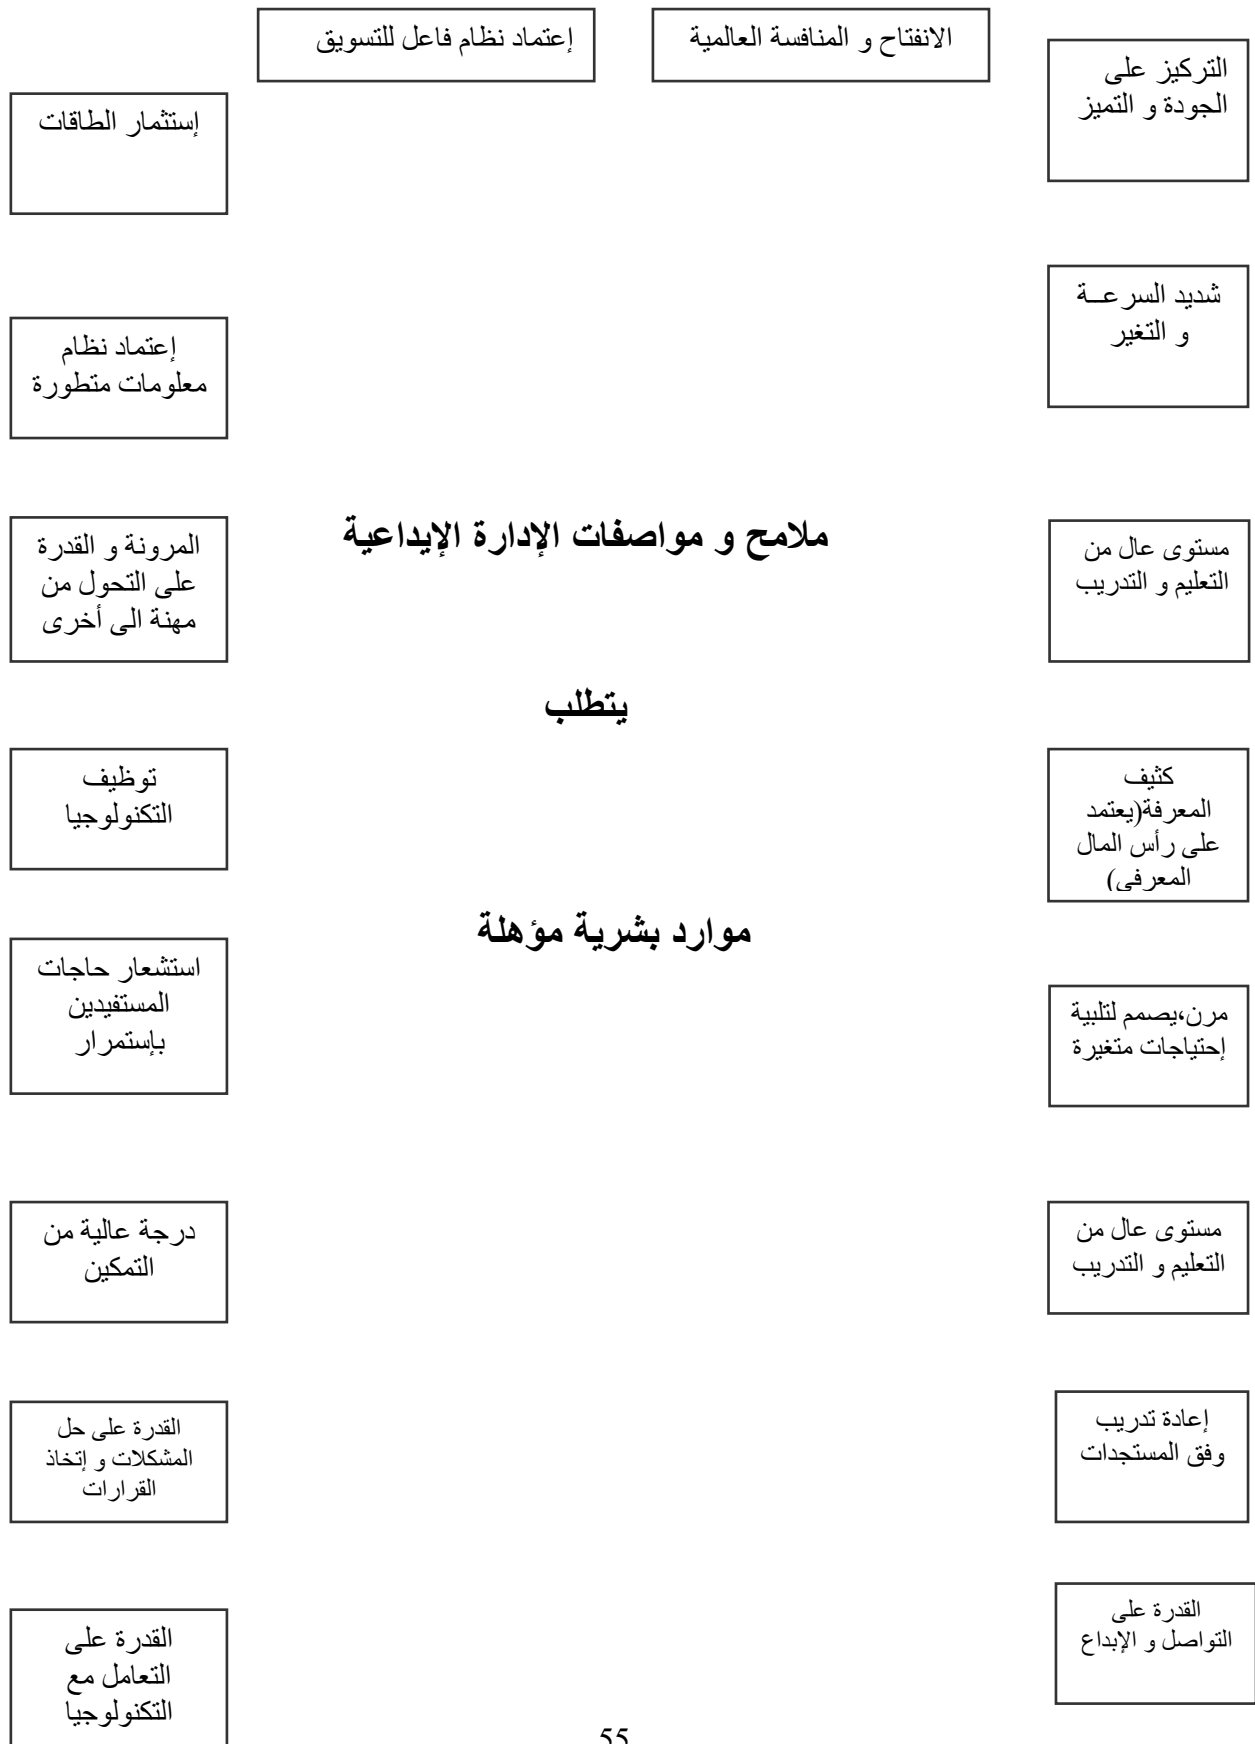 الانفتاح و المنافسة العالمية
إعتماد نظام فاعل للتسويق
التركيز على
الجودة و التميز
إستثمار الطاقات
شديد السرعــة
و التغير
إعتماد نظام
معلومات متطورة
ملامح و مواصفات الإدارة الإيداعية
مستوى عال من
التعليم و التدريب
المرونة و القدرة
على التحول من
مهنة الى أخرى
يتطلب
كثيف
المعرفة(يعتمد
على رأس المال
المعرفي)
توظيف
التكنولوجيا
موارد بشرية مؤهلة
استشعار حاجات
المستفيدين
بإستمرار
مرن،يصمم لتلبية
إحتياجات متغيرة
مستوى عال من
التعليم و التدريب
درجة عالية من
التمكين
إعادة تدريب
وفق المستجدات
القدرة على حل
المشكلات و إتخاذ
القرارات
القدرة على
التواصل و الإبداع
القدرة على
التعامل مع
التكنولوجيا
55